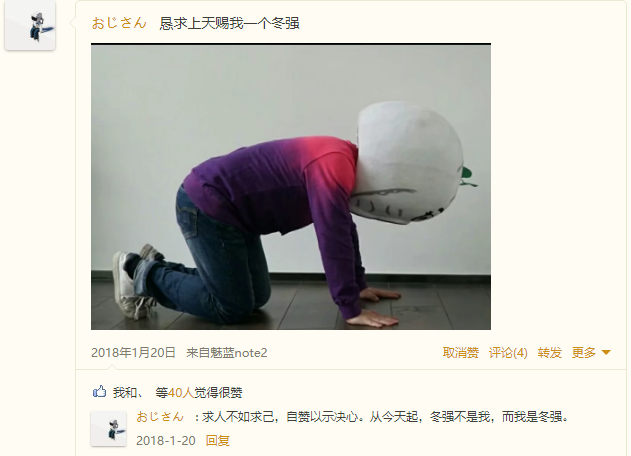 おじさん 恳求上天赐我一个冬强
2018年1月20日 来自魅蓝note2 取消赞 评论(4) 转发 更多
我和、 等40人觉得很赞
おじさん : 求人不如求己，自赞以示决心。从今天起，冬强不是我，而我是冬强。
2018-1-20 回复